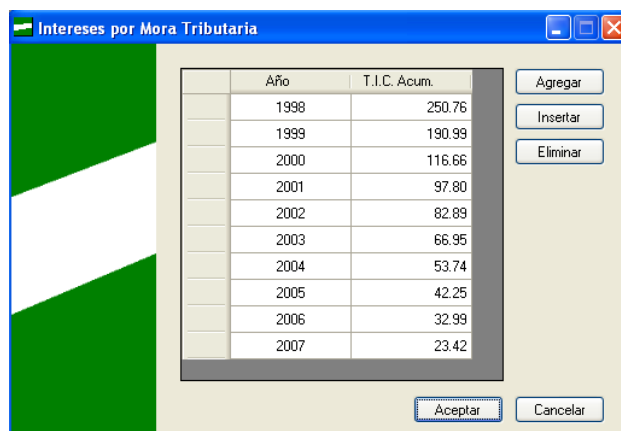 Intereses por Mora Tributaria
Año T.I.C. Acum.
1998 250.76
1999 190.99
2000 116.66
2001 97.80
2002 82.89
2003 66.95
2004 53.74
2005 42.25
2006 32.99
2007 23.42
Agregar
Insertar
Eliminar
Aceptar Cancelar